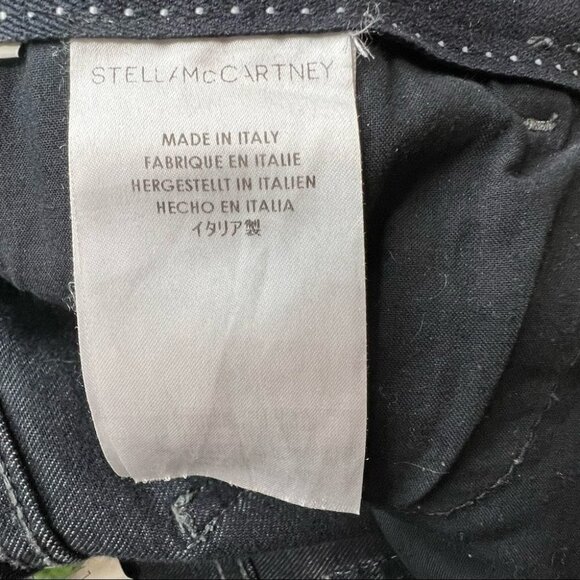 STELLA McCARTNEY
MADE IN ITALY
FABRIQUE EN ITALIE
HERGESTELLT IN ITALIEN
HECHO EN ITALIA
イタリア製